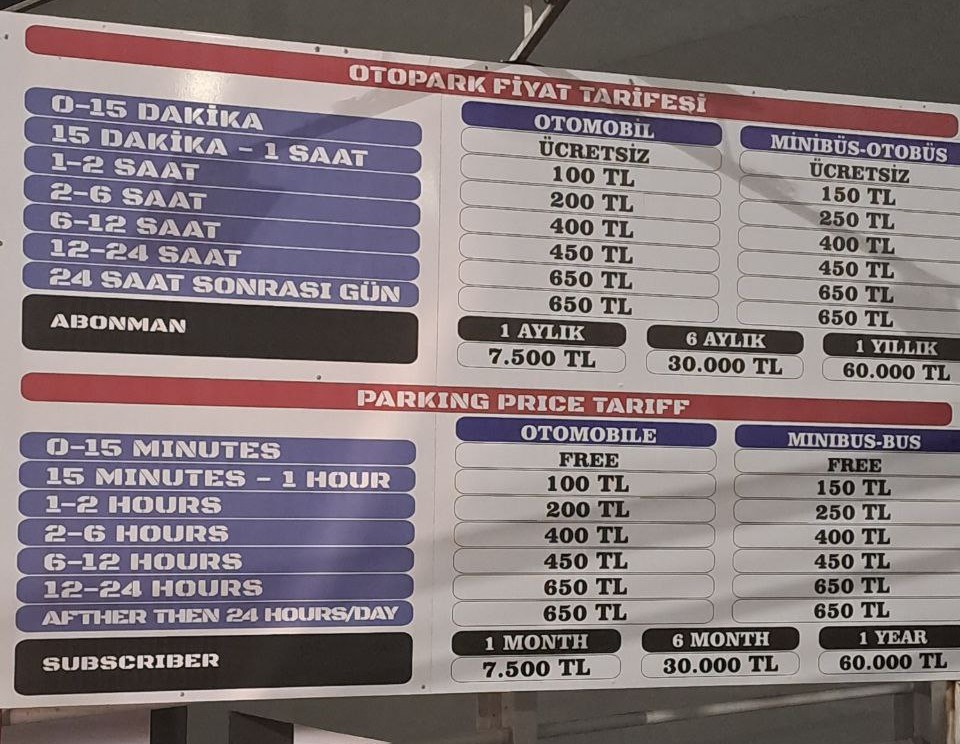 OTOPARK FİYAT TARİFESİ
OTOMOBİL MİNİBÜS-OTOBÜS
0-15 DAKİKA ÜCRETSİZ ÜCRETSİZ
15 DAKİKA - 1 SAAT 100 TL 150 TL
1-2 SAAT 200 TL 250 TL
2-6 SAAT 400 TL 400 TL
6-12 SAAT 450 TL 450 TL
12-24 SAAT 650 TL 650 TL
24 SAAT SONRASI GÜN 650 TL 650 TL
ABONMAN 1 AYLIK 6 AYLIK 1 YILLIK
7.500 TL 30.000 TL 60.000 TL
PARKING PRICE TARIFF
OTOMOBILE MINIBUS-BUS
0-15 MINUTES FREE FREE
15 MINUTES - 1 HOUR 100 TL 150 TL
1-2 HOURS 200 TL 250 TL
2-6 HOURS 400 TL 400 TL
6-12 HOURS 450 TL 450 TL
12-24 HOURS 650 TL 650 TL
AFTHER THEN 24 HOURS/DAY 650 TL 650 TL
SUBSCRIBER 1 MONTH 6 MONTH 1 YEAR
7.500 TL 30.000 TL 60.000 TL